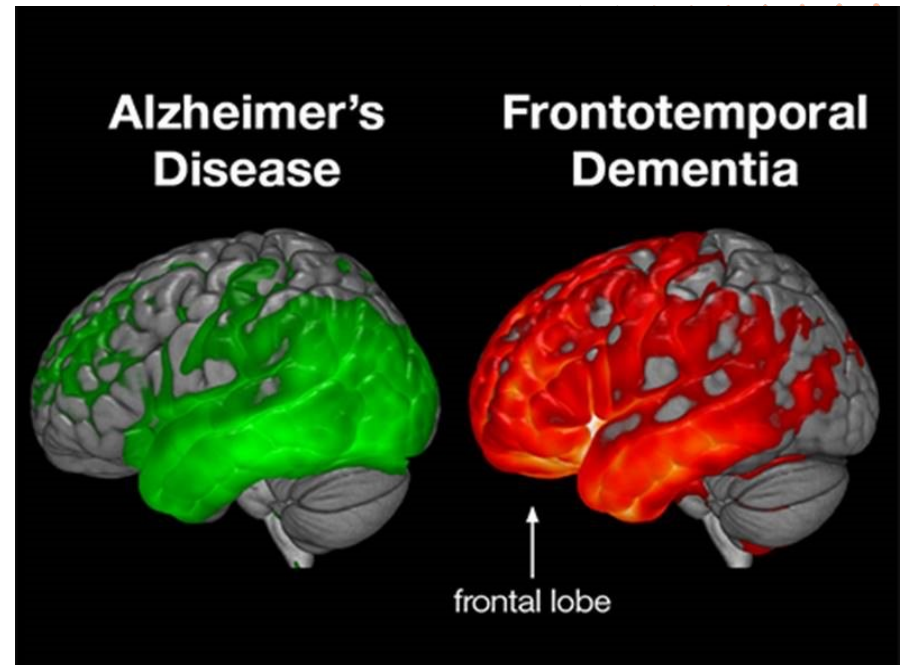 Alzheimer's
Disease
Frontotemporal
Dementia
frontal lobe